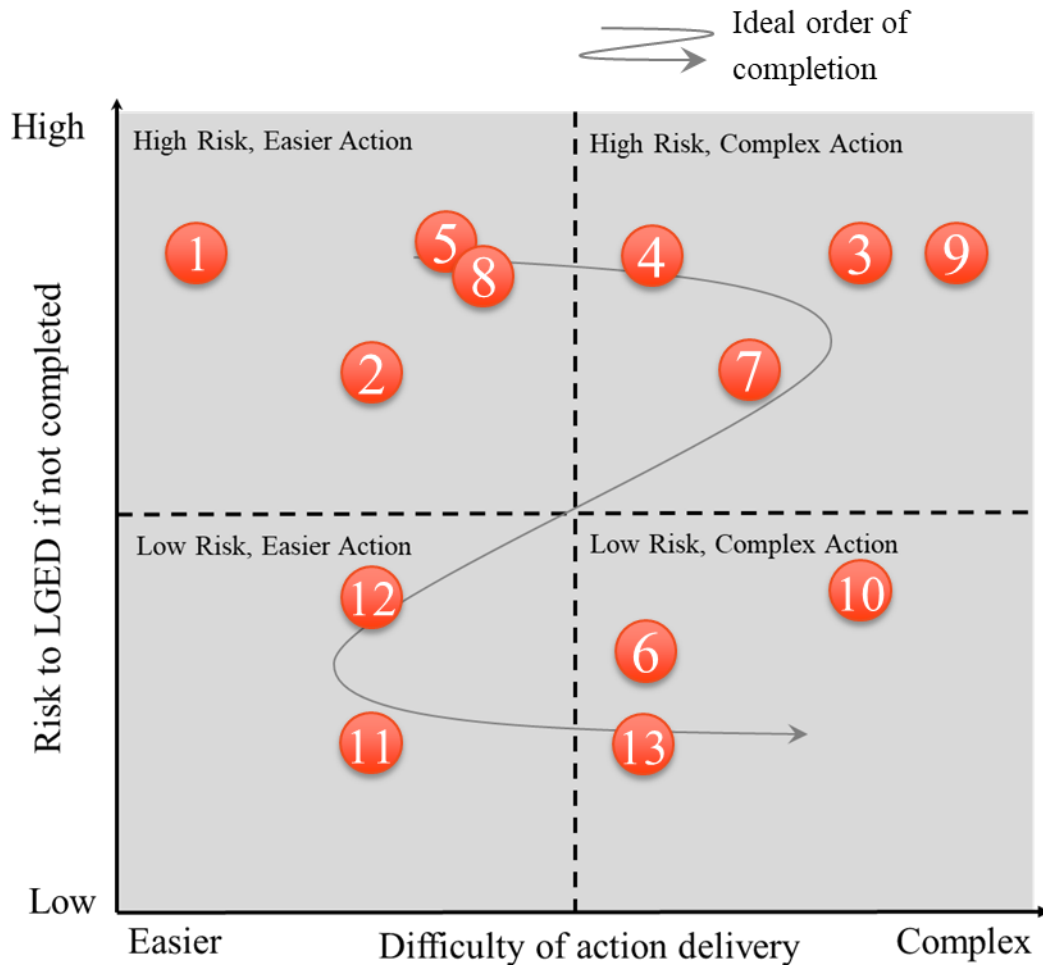 Ideal order of
completion
High
High Risk, Easier Action
High Risk, Complex Action
5
1
4
3
9
8
2
7
Risk to LGED if not completed
Low Risk, Easier Action
Low Risk, Complex Action
12
10
6
11
13
Low
Easier
Difficulty of action delivery
Complex